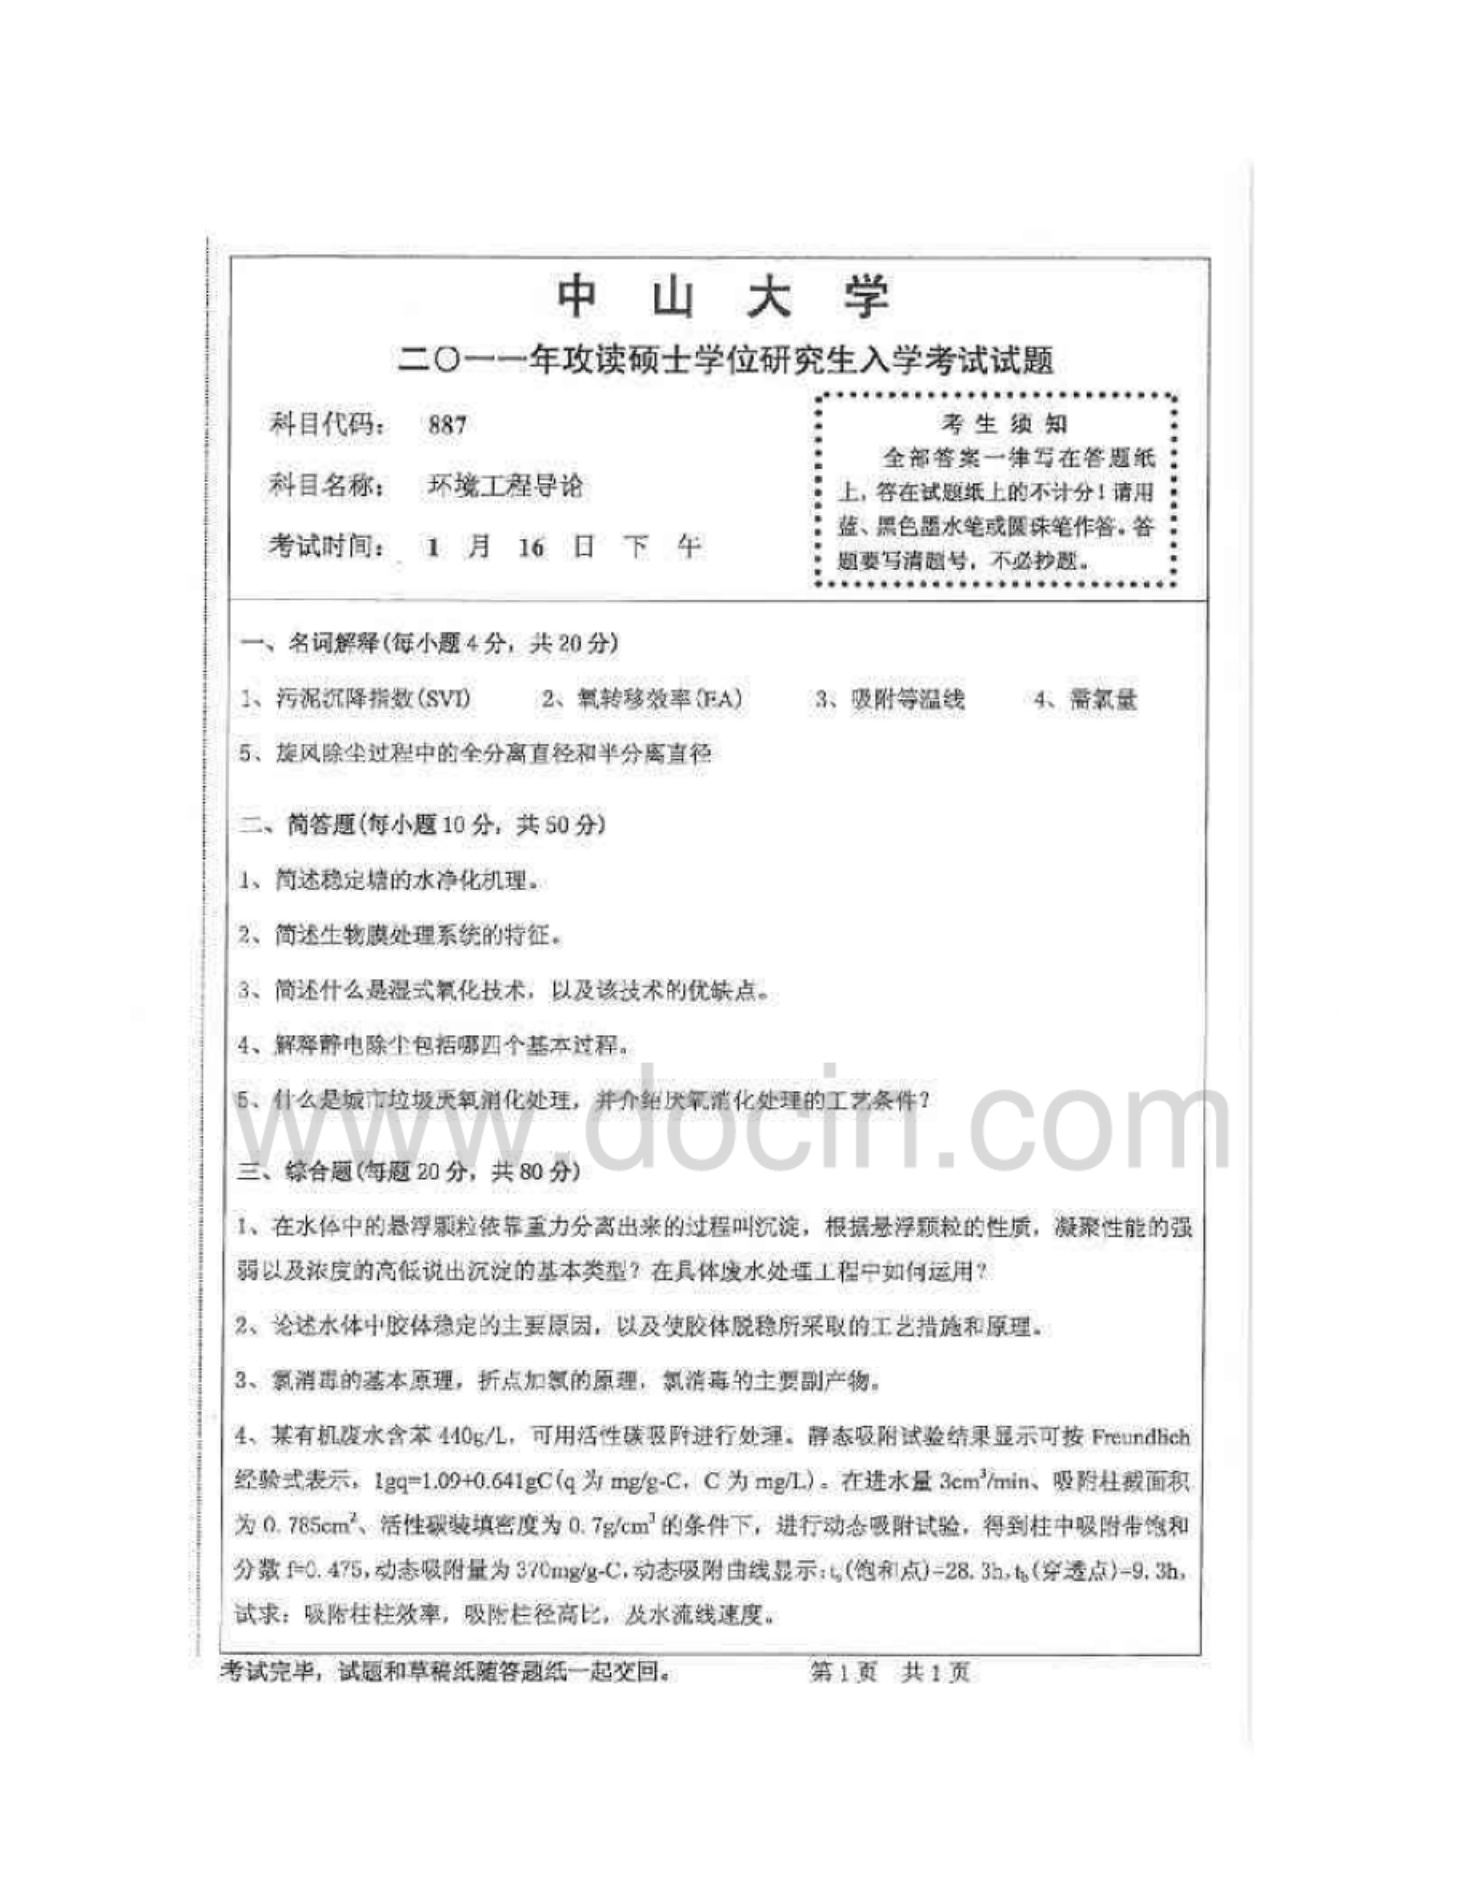 中 山 大 学
二〇一一年攻读硕士学位研究生入学考试试题
科目代码： 887
科目名称： 环境工程导论
考试时间： 1 月 16 日 下 午
考 生 须 知
全部答案一律写在答题纸
上，答在试题纸上的不计分！请用
蓝、黑色墨水笔或圆珠笔作答。答
题要写清题号，不必抄题。
一、名词解释(每小题4分，共20分)
1、污泥沉降指数(SVI) 2、氧转移效率(EA) 3、吸附等温线 4、需氯量
5、旋风除尘过程中的全分离直径和半分离直径
二、简答题(每小题10分，共50分)
1、简述稳定塘的水净化机理。
2、简述生物膜处理系统的特征。
3、简述什么是湿式氧化技术，以及该技术的优缺点。
4、解释静电除尘包括哪四个基本过程。
5、什么是城市垃圾厌氧消化处理，并介绍厌氧消化处理的工艺条件？
www.docin.com
三、综合题(每题20分，共80分)
1、在水体中的悬浮颗粒依靠重力分离出来的过程叫沉淀，根据悬浮颗粒的性质，凝聚性能的强
弱以及浓度的高低说出沉淀的基本类型？在具体废水处理工程中如何运用？
2、论述水体中胶体稳定的主要原因，以及使胶体脱稳所采取的工艺措施和原理。
3、氯消毒的基本原理，折点加氯的原理，氯消毒的主要副产物。
4、某有机废水含苯 440g/L，可用活性碳吸附进行处理。静态吸附试验结果显示可按 Freundlich
经验式表示，lgq=1.09+0.641gC(q 为 mg/g-C，C 为 mg/L)。在进水量 3cm³/min、吸附柱截面积
为 0.785cm²、活性碳装填密度为 0.7g/cm³ 的条件下，进行动态吸附试验，得到柱中吸附带饱和
分数 f=0.475，动态吸附量为 370mg/g-C，动态吸附曲线显示：tₛ(饱和点)=28.3h，t_b(穿透点)=9.3h，
试求：吸附柱柱效率，吸附柱径高比，及水流线速度。
考试完毕，试题和草稿纸随答题纸一起交回。 第 1 页 共 1 页